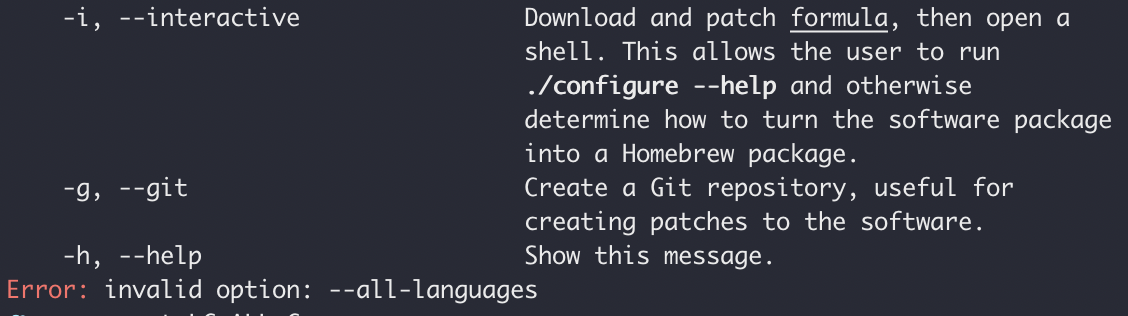 -i, --interactive Download and patch formula, then open a
shell. This allows the user to run
./configure --help and otherwise
determine how to turn the software package
into a Homebrew package.
-g, --git Create a Git repository, useful for
creating patches to the software.
-h, --help Show this message.
Error: invalid option: --all-languages